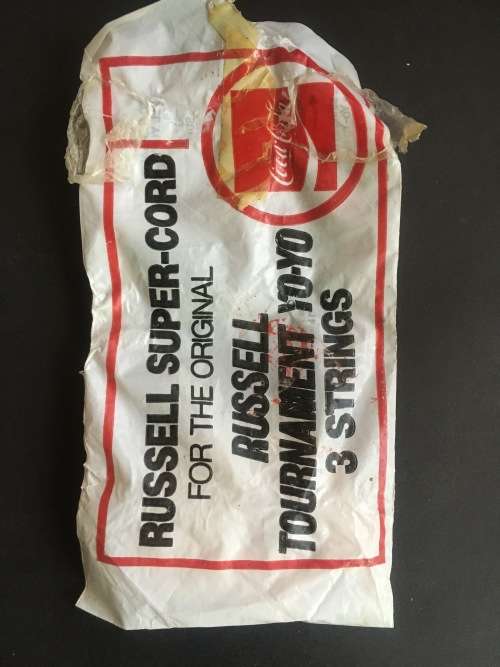 Coca-Cola
RUSSELL SUPER-CORD
FOR THE ORIGINAL
RUSSELL
TOURNAMENT YO-YO
3 STRINGS